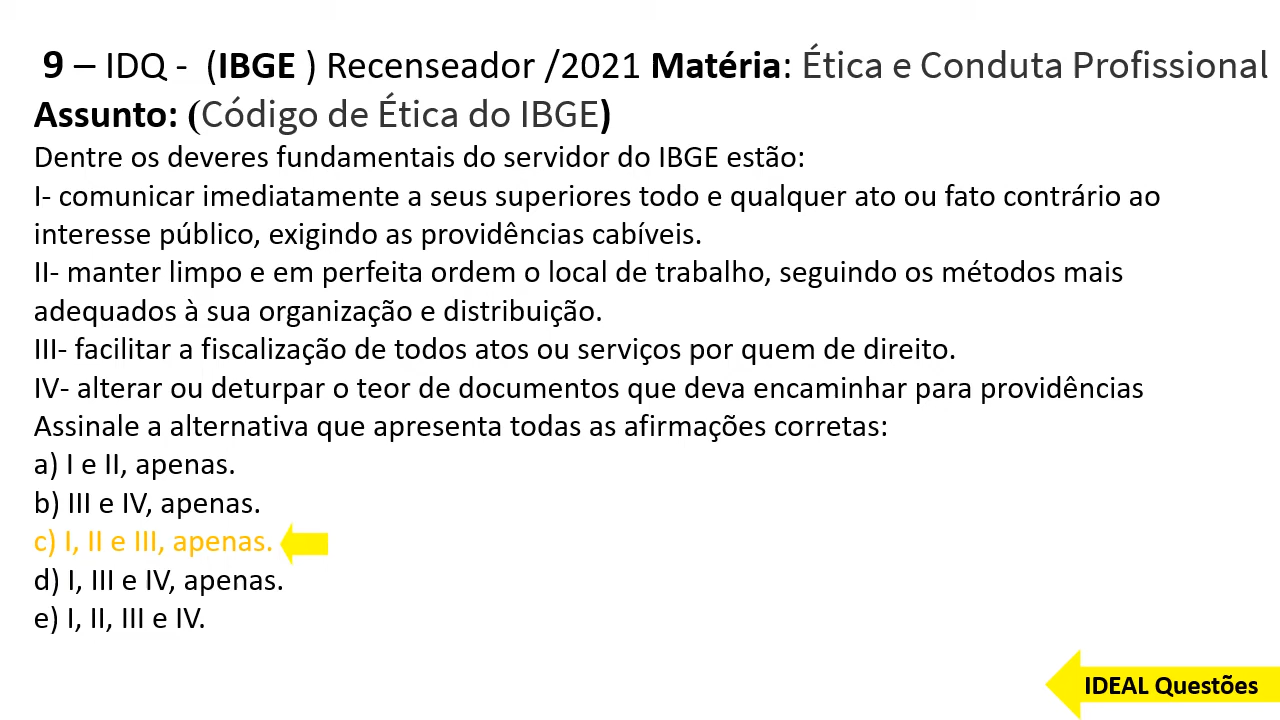 9 – IDQ - (IBGE ) Recenseador /2021 Matéria: Ética e Conduta Profissional
Assunto: (Código de Ética do IBGE)
Dentre os deveres fundamentais do servidor do IBGE estão:
I- comunicar imediatamente a seus superiores todo e qualquer ato ou fato contrário ao
interesse público, exigindo as providências cabíveis.
II- manter limpo e em perfeita ordem o local de trabalho, seguindo os métodos mais
adequados à sua organização e distribuição.
III- facilitar a fiscalização de todos atos ou serviços por quem de direito.
IV- alterar ou deturpar o teor de documentos que deva encaminhar para providências
Assinale a alternativa que apresenta todas as afirmações corretas:
a) I e II, apenas.
b) III e IV, apenas.
c) I, II e III, apenas.
d) I, III e IV, apenas.
e) I, II, III e IV.
IDEAL Questões